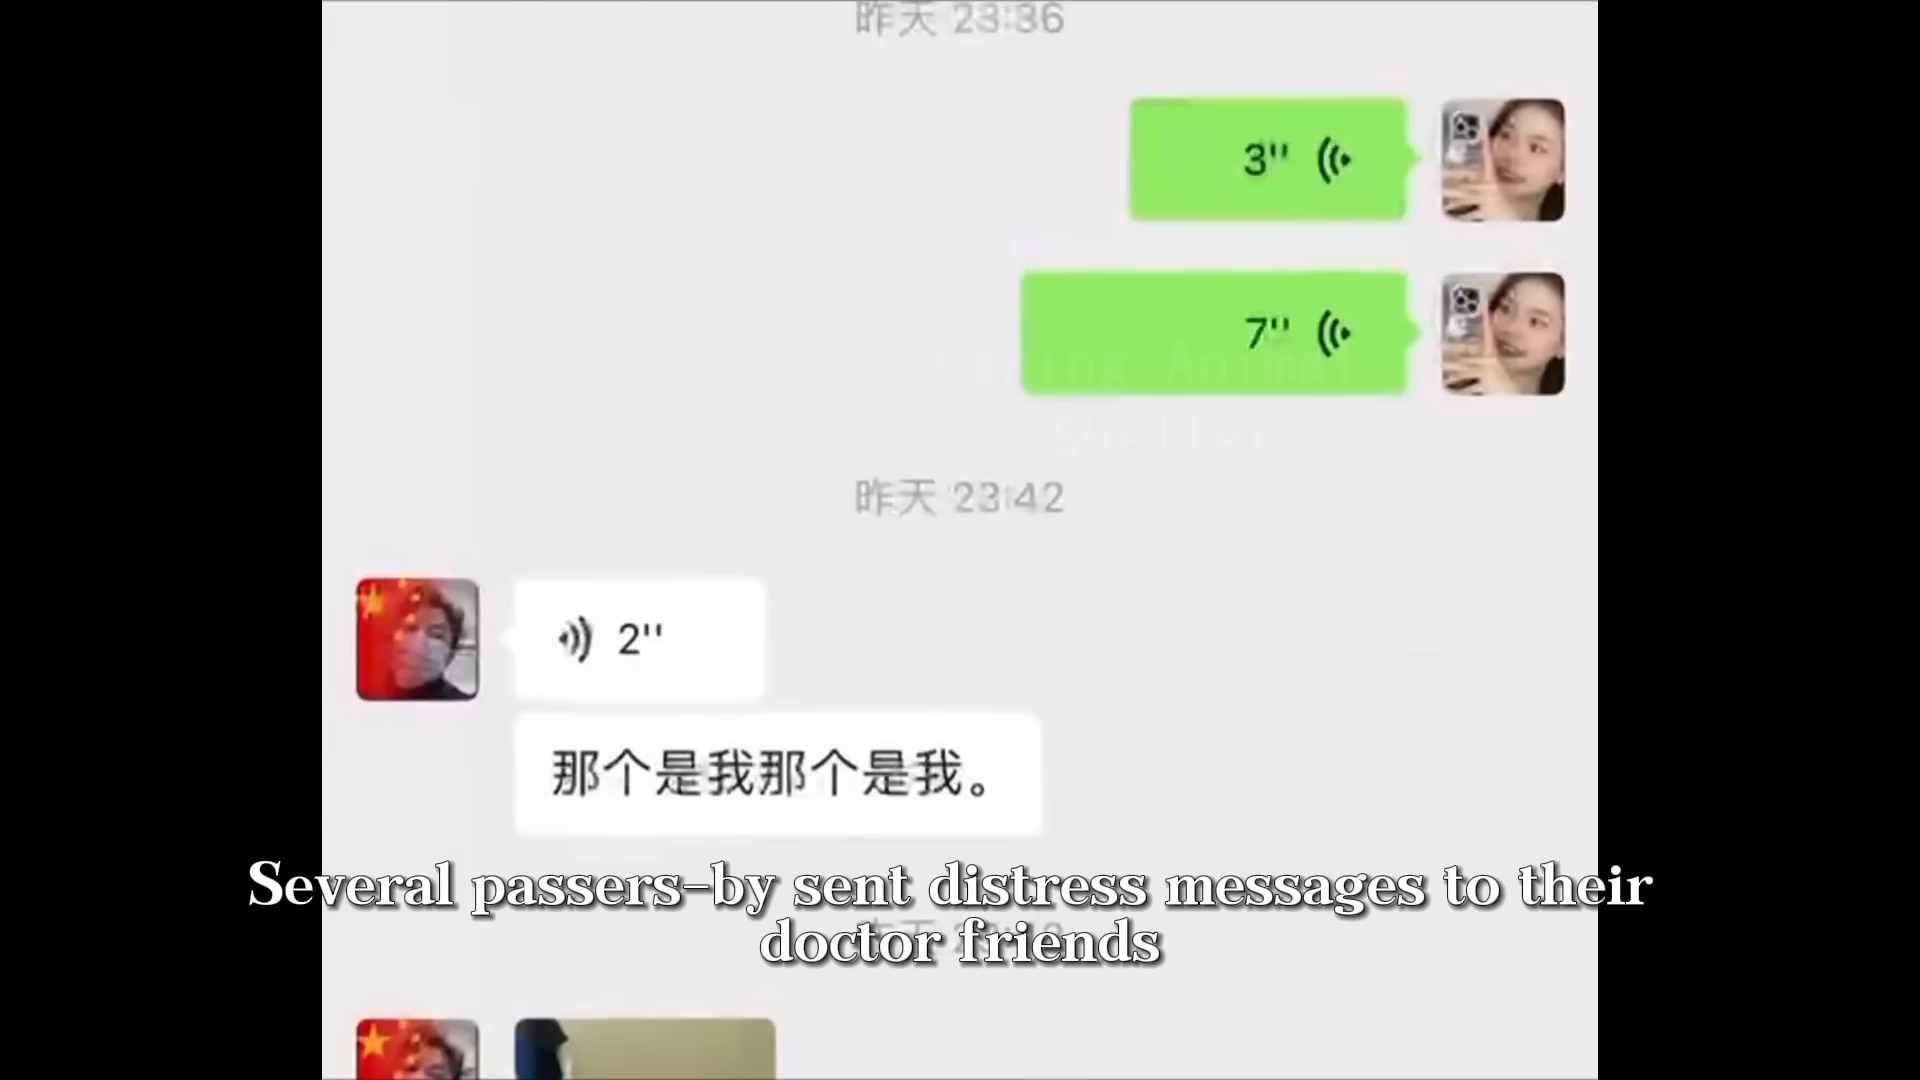 昨天 23:36
3''
7''
昨天 23:42
2''
那个是我那个是我。
Several passers-by sent distress messages to their
doctor friends